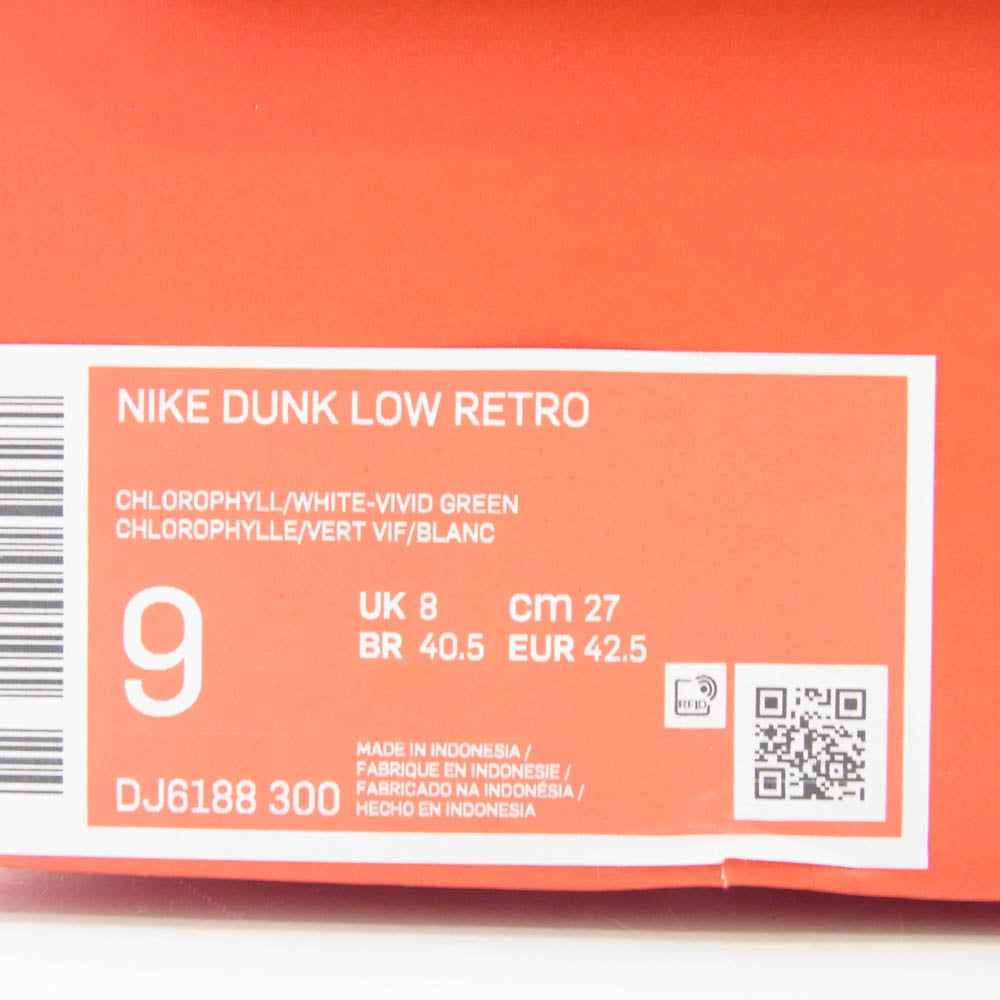 NIKE DUNK LOW RETRO
CHLOROPHYLL/WHITE-VIVID GREEN
CHLOROPHYLLE/VERT VIF/BLANC
9
UK 8 cm 27
BR 40.5 EUR 42.5
RFID
DJ6188 300
MADE IN INDONESIA /
FABRIQUE EN INDONESIE /
FABRICADO NA INDONÉSIA /
HECHO EN INDONESIA